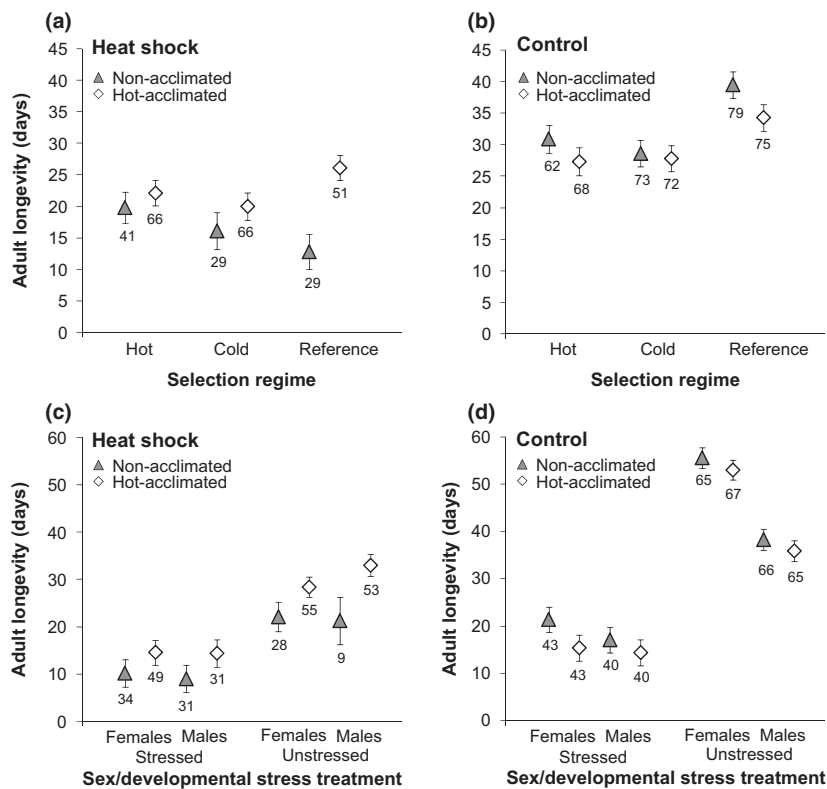 (a)
Heat shock
Non-acclimated
Hot-acclimated
45
40
35
30
25
20
15
10
5
0
Adult longevity (days)
41
66
29
66
29
51
Hot
Cold
Reference
Selection regime
(b)
Control
Non-acclimated
Hot-acclimated
45
40
35
30
25
20
15
10
5
0
Adult longevity (days)
62
68
73
72
79
75
Hot
Cold
Reference
Selection regime
(c)
Heat shock
Non-acclimated
Hot-acclimated
60
50
40
30
20
10
0
Adult longevity (days)
34
49
31
31
28
55
9
53
Females Males Females Males
Stressed Unstressed
Sex/developmental stress treatment
(d)
Control
Non-acclimated
Hot-acclimated
60
50
40
30
20
10
0
Adult longevity (days)
43
43
40
40
65
67
66
65
Females Males Females Males
Stressed Unstressed
Sex/developmental stress treatment